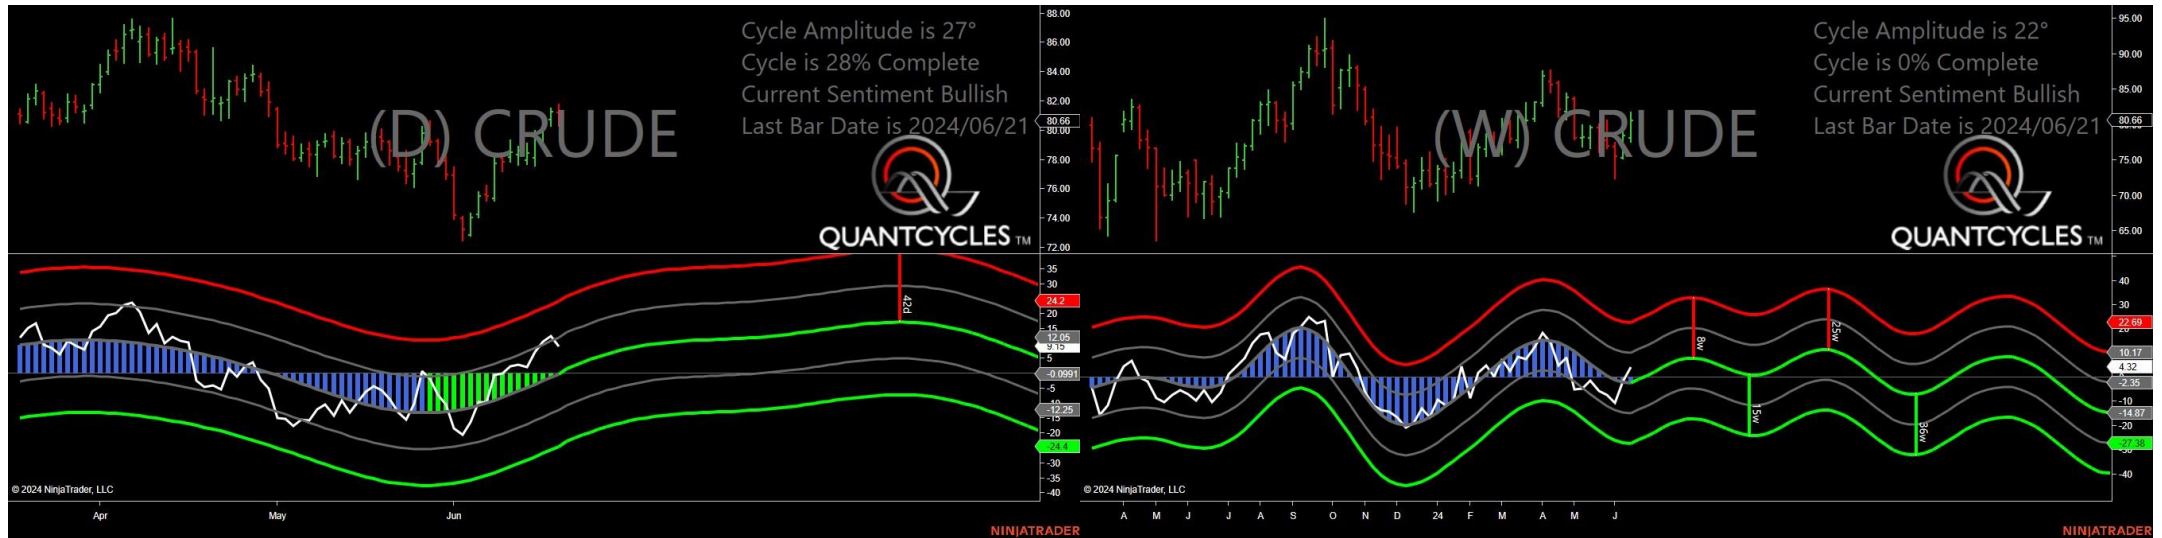 Cycle Amplitude is 27°
Cycle is 28% Complete
Current Sentiment Bullish
Last Bar Date is 2024/06/21
(D) CRUDE
QUANTCYCLES TM
88.00
86.00
84.00
82.00
80.66
80.00
78.00
76.00
74.00
72.00
35
30
24.2
20
15
12.05
9.15
5
-0.0991
-5
-12.25
-15
-20
-24.4
-30
-35
-40
42d
© 2024 NinjaTrader, LLC
Apr May Jun
NINJATRADER
Cycle Amplitude is 22°
Cycle is 0% Complete
Current Sentiment Bullish
Last Bar Date is 2024/06/21
(W) CRUDE
QUANTCYCLES TM
95.00
90.00
85.00
80.66
75.00
70.00
65.00
40
30
22.69
10.17
4.32
-2.35
-10
-14.87
-20
-27.38
-40
8w
15w
25w
36w
© 2024 NinjaTrader, LLC
A M J J A S O N D 24 F M A M J
NINJATRADER